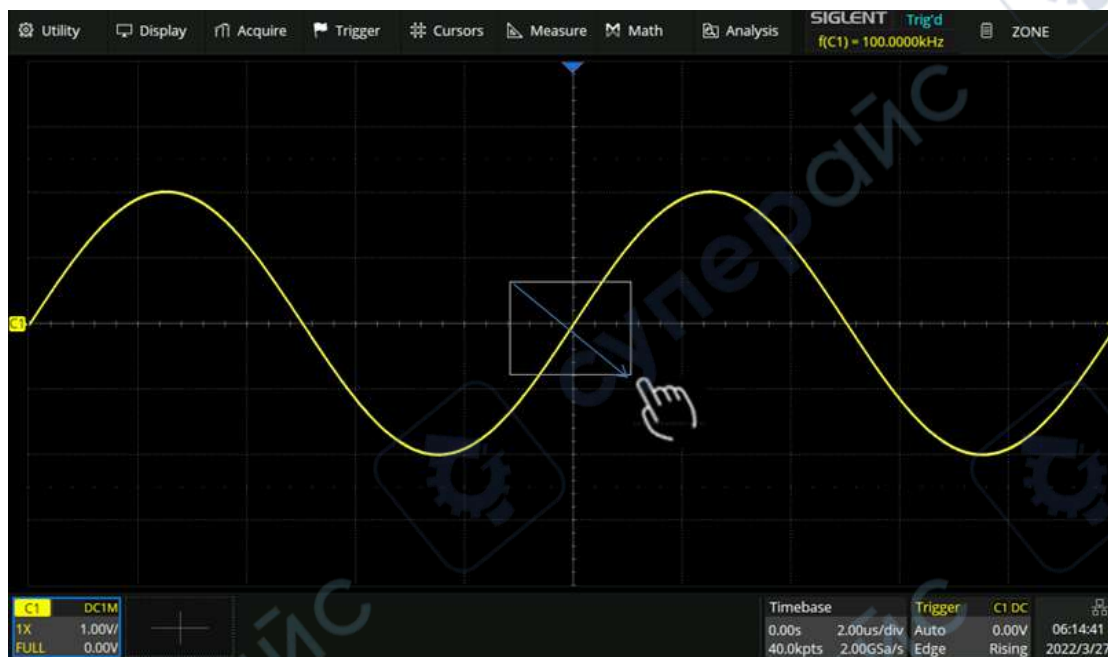 Utility Display Acquire Trigger Cursors Measure Math Analysis SIGLENT Trig'd ZONE
f(C1) = 100.0000kHz
суперайс
C1
айс
айс
C1 DC1M Timebase Trigger C1 DC
1X 1.00V/ 0.00s 2.00us/div Auto 0.00V 06:14:41
FULL 0.00V 40.0kpts 2.00GSa/s Edge Rising 2022/3/27